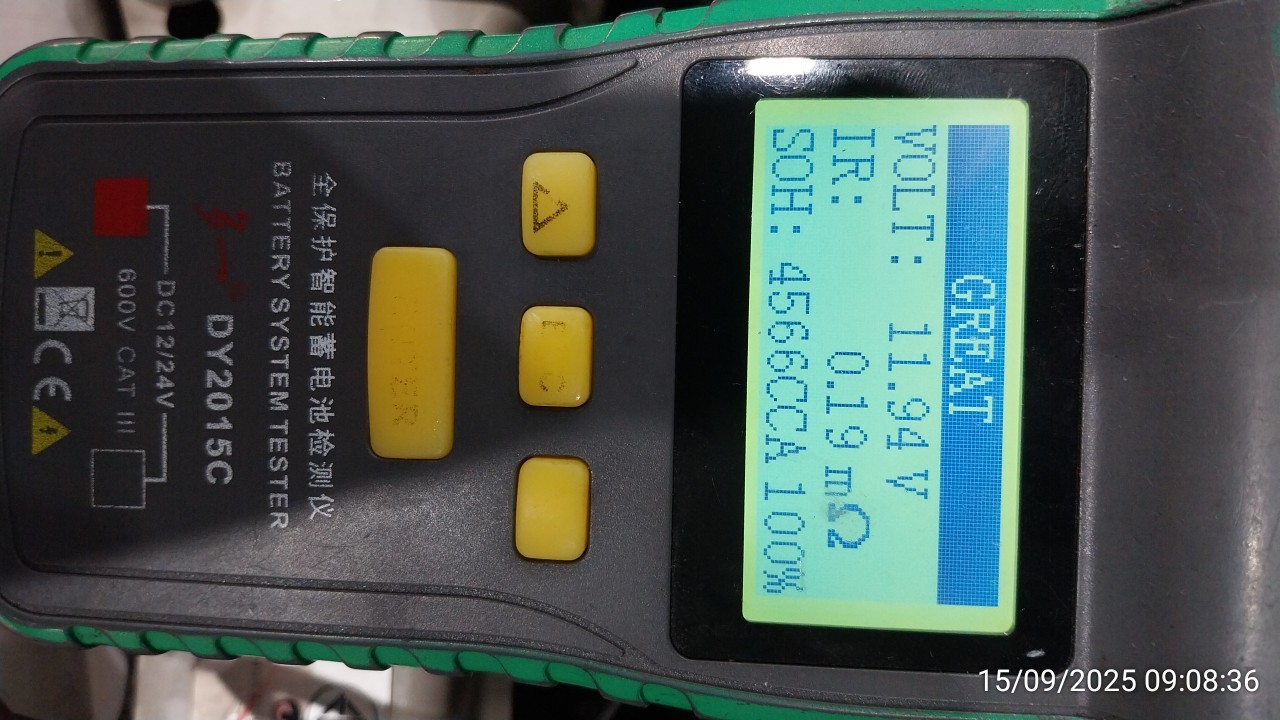 GREAT
VOLT: 11.94 V
IR: 0.19 mΩ
SOH: 4566CCA 100%
ENTER
全保护智能蓄电池检测仪
BATTERY SYSTEM TESTER
DY2015C
DC12/24V
600V CAT III
CE
15/09/2025 09:08:36